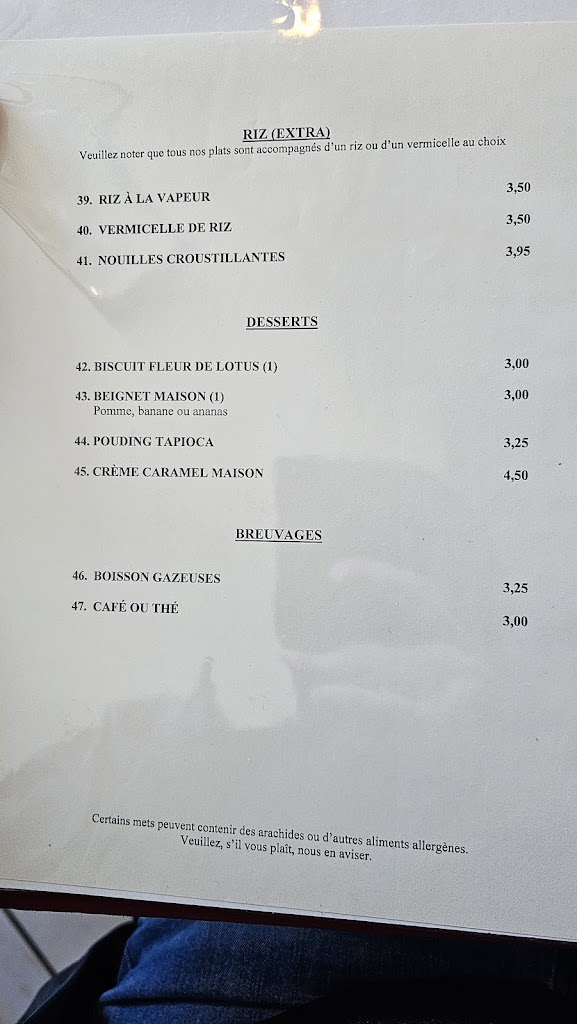 RIZ (EXTRA)
Veuillez noter que tous nos plats sont accompagnés d'un riz ou d'un vermicelle au choix
39. RIZ À LA VAPEUR 3,50
40. VERMICELLE DE RIZ 3,50
41. NOUILLES CROUSTILLANTES 3,95
DESSERTS
42. BISCUIT FLEUR DE LOTUS (1) 3,00
43. BEIGNET MAISON (1) 3,00
Pomme, banane ou ananas
44. POUDING TAPIOCA 3,25
45. CRÈME CARAMEL MAISON 4,50
BREUVAGES
46. BOISSON GAZEUSES 3,25
47. CAFÉ OU THÉ 3,00
Certains mets peuvent contenir des arachides ou d'autres aliments allergènes.
Veuillez, s'il vous plaît, nous en aviser.